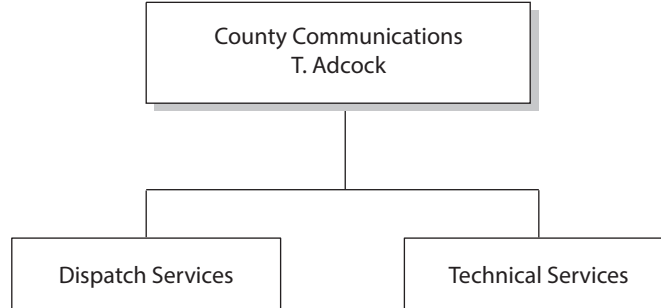 County Communications
T. Adcock
Dispatch Services
Technical Services